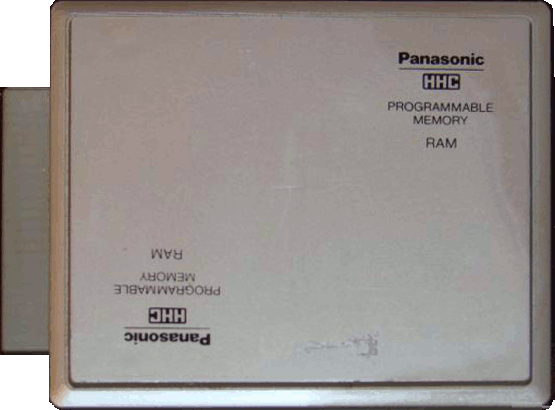 Panasonic
HHC
PROGRAMMABLE
MEMORY
RAM
Panasonic
HHC
PROGRAMMABLE
MEMORY
RAM